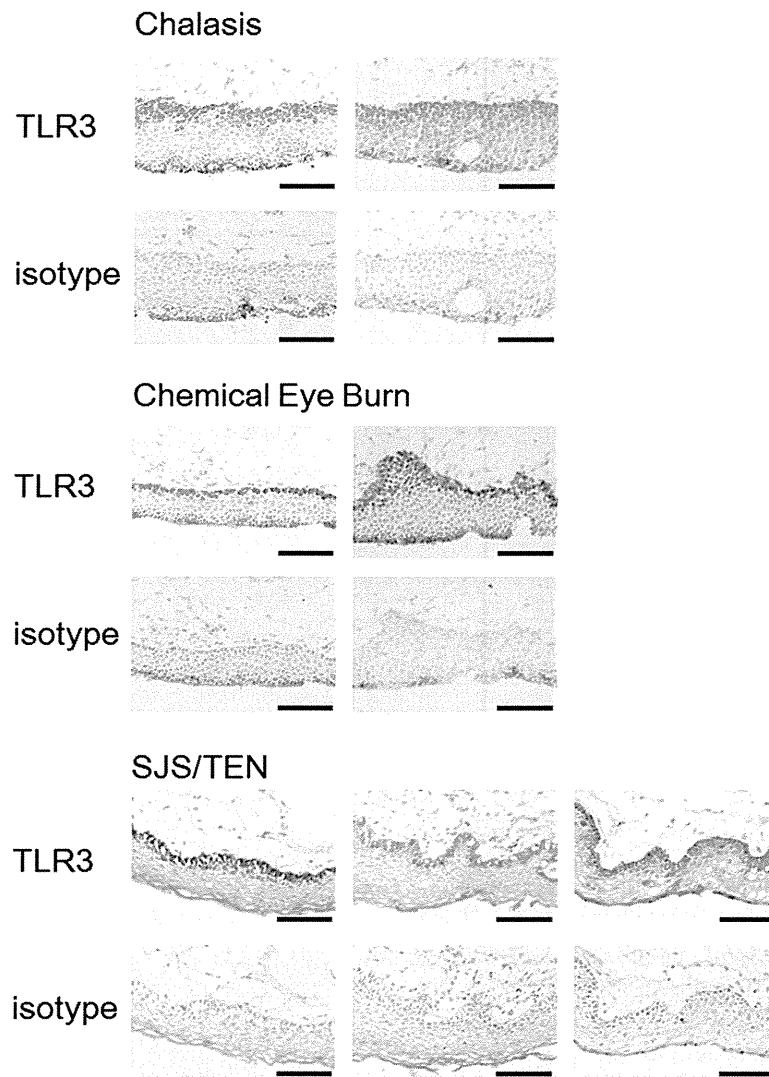 Chalasis
TLR3
isotype
Chemical Eye Burn
TLR3
isotype
SJS/TEN
TLR3
isotype